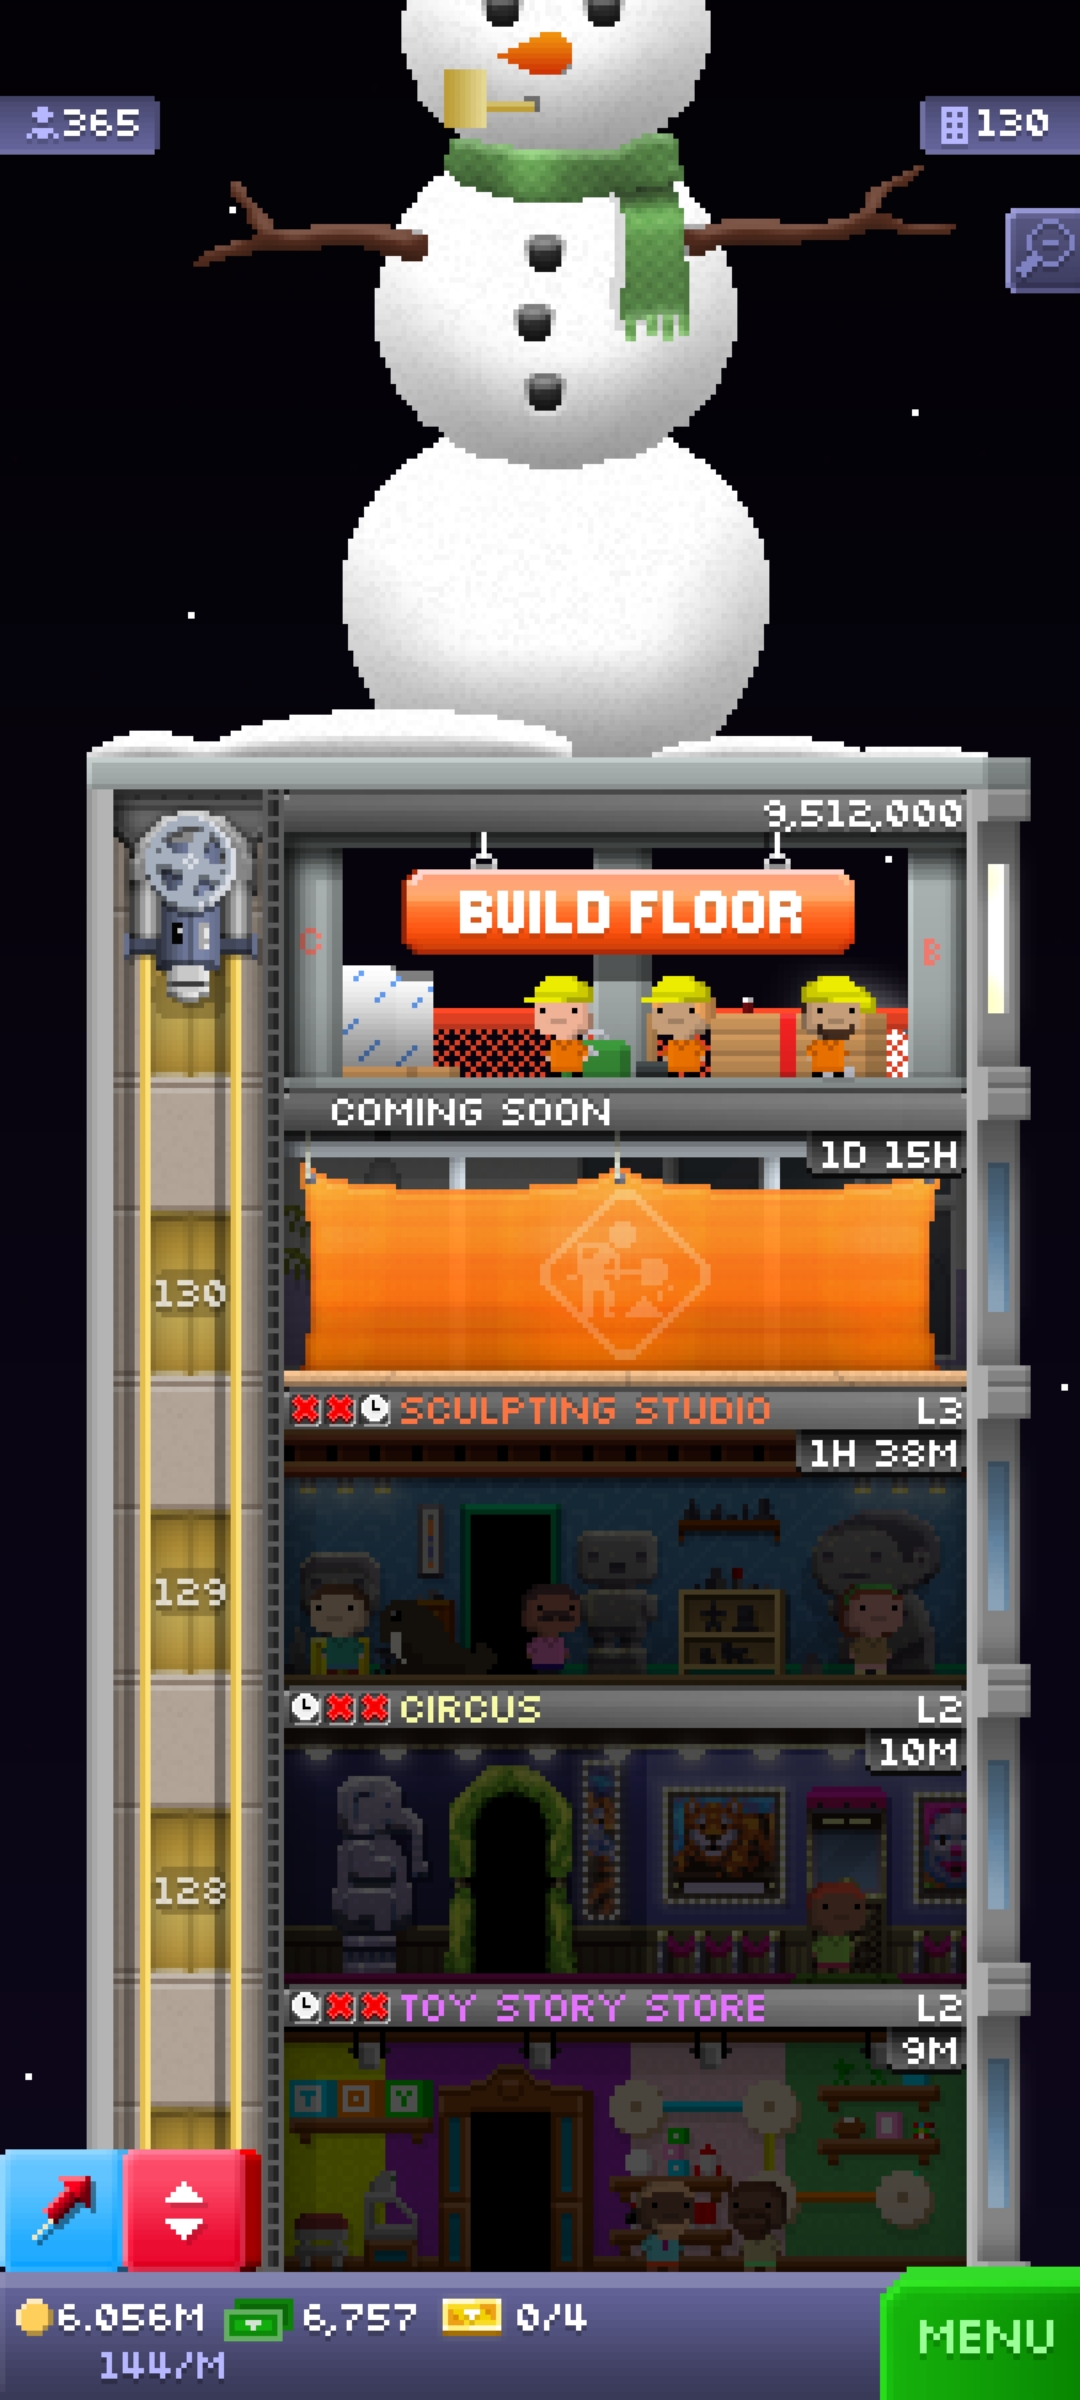 365
130
9,512,000
BUILD FLOOR
C
B
COMING SOON
1D 15H
130
SCULPTING STUDIO L3
1H 38M
129
CIRCUS L2
10M
128
TOY STORY STORE L2
9M
T O Y
6.056M 6,757 0/4
144/M
MENU